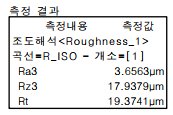 측정 결과
측정내용 측정값
조도해석<Roughness_1>
곡선=R_ISO - 개소=[1]
Ra3 3.6563μm
Rz3 17.9379μm
Rt 19.3741μm